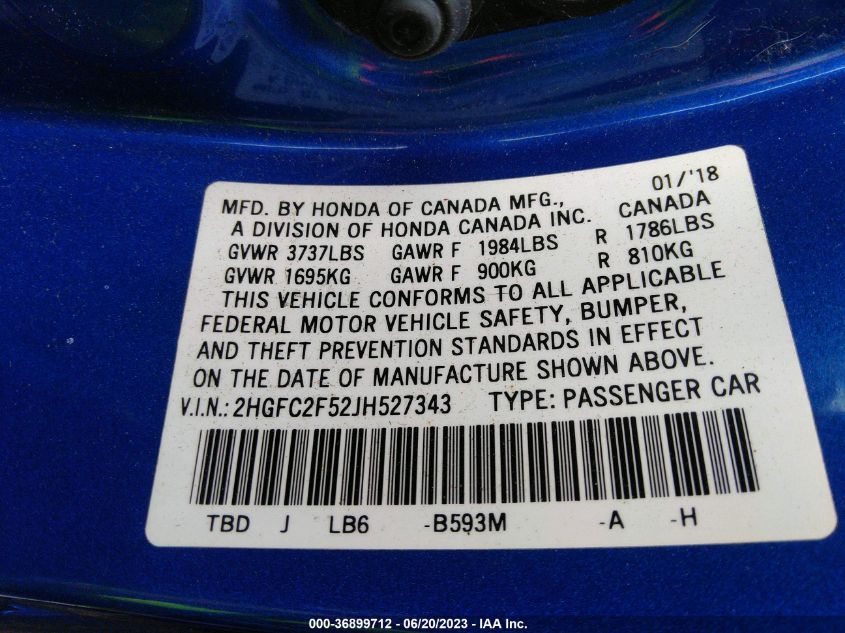 01/'18
MFD. BY HONDA OF CANADA MFG., CANADA
A DIVISION OF HONDA CANADA INC.
GVWR 3737LBS GAWR F 1984LBS R 1786LBS
GVWR 1695KG GAWR F 900KG R 810KG
THIS VEHICLE CONFORMS TO ALL APPLICABLE
FEDERAL MOTOR VEHICLE SAFETY, BUMPER,
AND THEFT PREVENTION STANDARDS IN EFFECT
ON THE DATE OF MANUFACTURE SHOWN ABOVE.
V.I.N.: 2HGFC2F52JH527343 TYPE: PASSENGER CAR
TBD J LB6 -B593M -A -H
000-36899712 - 06/20/2023 - IAA Inc.